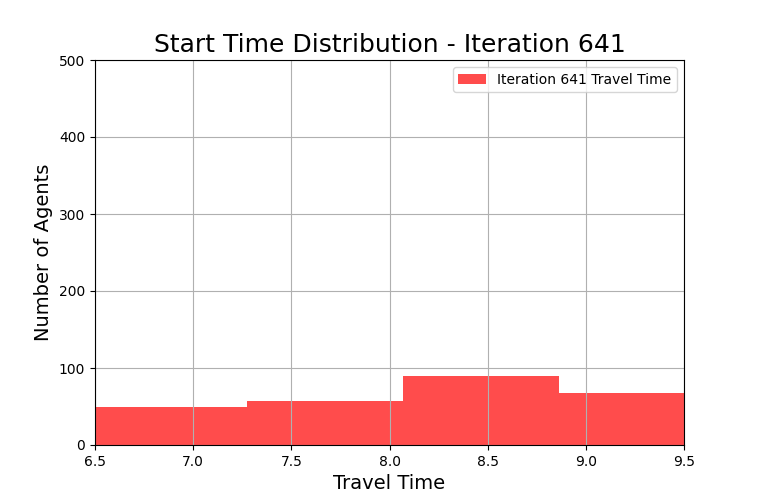 Start Time Distribution - Iteration 641
Iteration 641 Travel Time
Number of Agents
500
400
300
200
100
0
6.5 7.0 7.5 8.0 8.5 9.0 9.5
Travel Time